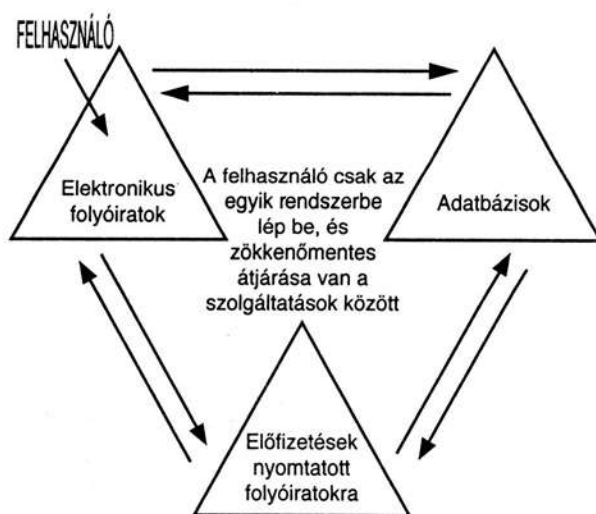 FELHASZNÁLÓ
Elektronikus
folyóiratok
A felhasználó csak az
egyik rendszerbe
lép be, és
zökkenőmentes
átjárása van a
szolgáltatások között
Adatbázisok
Előfizetések
nyomtatott
folyóiratokra